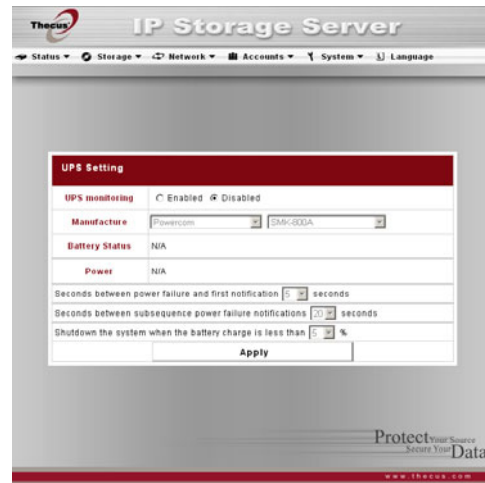 Thecus IP Storage Server
Status Storage Network Accounts System Language
UPS Setting
UPS monitoring Enabled Disabled
Manufacture Powercom SMK-800A
Battery Status N/A
Power N/A
Seconds between power failure and first notification 5 seconds
Seconds between subsequence power failure notifications 20 seconds
Shutdown the system when the battery charge is less than 5 %
Apply
Protect Your Source
Secure Your Data
www.thecus.com